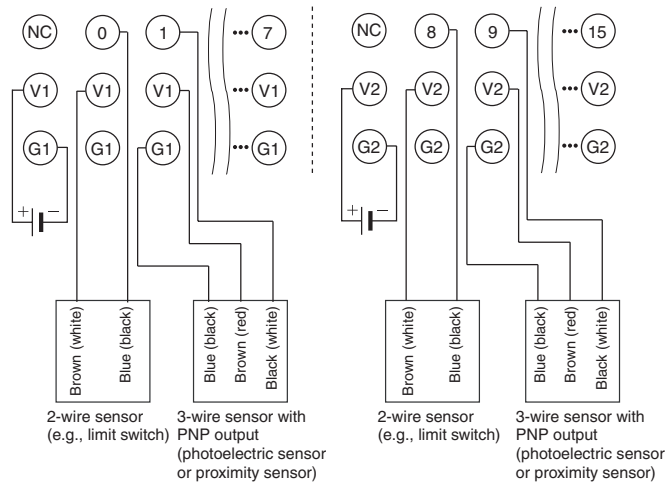 NC 0 1 ••• 7
V1 V1 V1 ••• V1
G1 G1 G1 ••• G1
+ −
Brown (white)
Blue (black)
Blue (black)
Brown (red)
Black (white)
2-wire sensor
(e.g., limit switch)
3-wire sensor with
PNP output
(photoelectric sensor
or proximity sensor)
NC 8 9 ••• 15
V2 V2 V2 ••• V2
G2 G2 G2 ••• G2
+ −
Brown (white)
Blue (black)
Blue (black)
Brown (red)
Black (white)
2-wire sensor
(e.g., limit switch)
3-wire sensor with
PNP output
(photoelectric sensor
or proximity sensor)